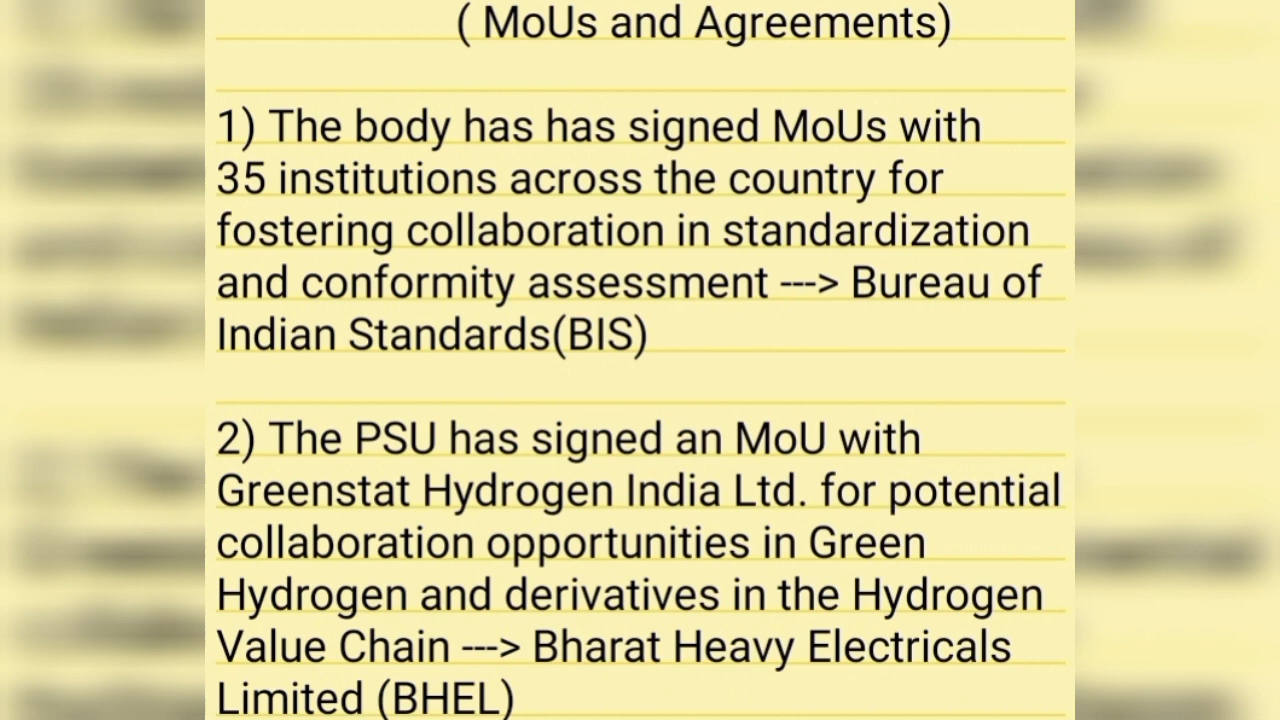 ( MoUs and Agreements)
1) The body has has signed MoUs with
35 institutions across the country for
fostering collaboration in standardization
and conformity assessment ---> Bureau of
Indian Standards(BIS)
2) The PSU has signed an MoU with
Greenstat Hydrogen India Ltd. for potential
collaboration opportunities in Green
Hydrogen and derivatives in the Hydrogen
Value Chain ---> Bharat Heavy Electricals
Limited (BHEL)